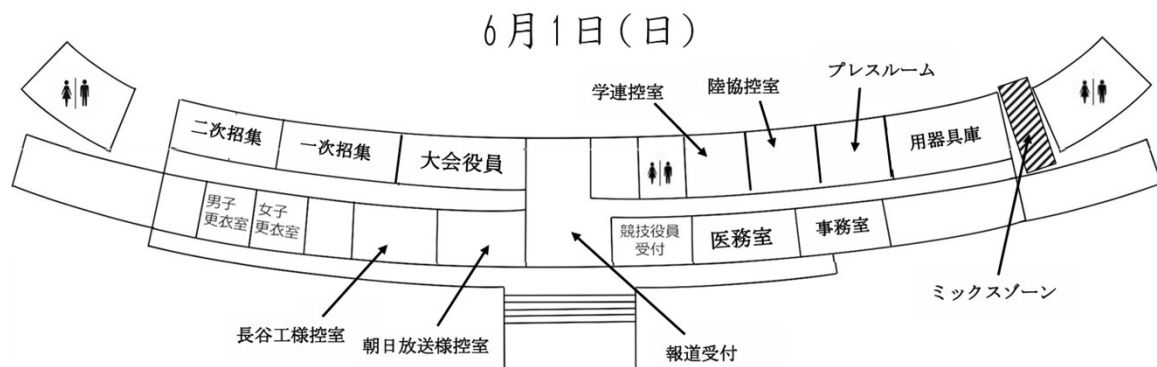 6月1日(日)
プレスルーム
陸協控室
学連控室
二次招集
一次招集
大会役員
用器具庫
男子
更衣室
女子
更衣室
競技役員
受付
医務室
事務室
ミックスゾーン
長谷工様控室
朝日放送様控室
報道受付